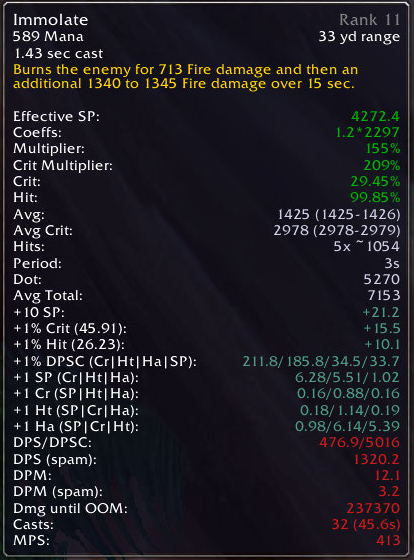 Immolate Rank 11
589 Mana 33 yd range
1.43 sec cast
Burns the enemy for 713 Fire damage and then an
additional 1340 to 1345 Fire damage over 15 sec.
Effective SP: 4272.4
Coeffs: 1.2*2297
Multiplier: 155%
Crit Multiplier: 209%
Crit: 29.45%
Hit: 99.85%
Avg: 1425 (1425-1426)
Avg Crit: 2978 (2978-2979)
Hits: 5x ~1054
Period: 3s
Dot: 5270
Avg Total: 7153
+10 SP: +21.2
+1% Crit (45.91): +15.5
+1% Hit (26.23): +10.1
+1% DPSC (Cr|Ht|Ha|SP): 211.8/185.8/34.5/33.7
+1 SP (Cr|Ht|Ha): 6.28/5.51/1.02
+1 Cr (SP|Ht|Ha): 0.16/0.88/0.16
+1 Ht (SP|Cr|Ha): 0.18/1.14/0.19
+1 Ha (SP|Cr|Ht): 0.98/6.14/5.39
DPS/DPSC: 476.9/5016
DPS (spam): 1320.2
DPM: 12.1
DPM (spam): 3.2
Dmg until OOM: 237370
Casts: 32 (45.6s)
MPS: 413